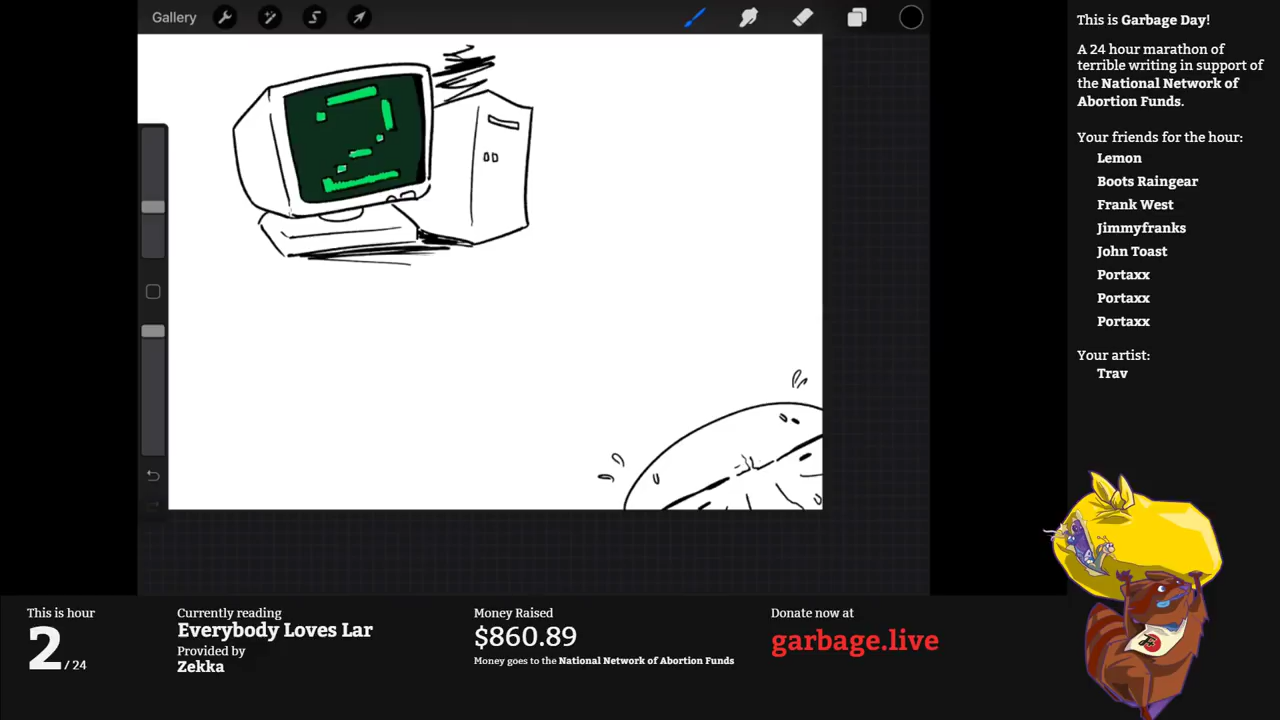 Gallery
This is Garbage Day!
A 24 hour marathon of
terrible writing in support of
the National Network of
Abortion Funds.
Your friends for the hour:
Lemon
Boots Raingear
Frank West
Jimmyfranks
John Toast
Portaxx
Portaxx
Portaxx
Your artist:
Trav
This is hour
2 / 24
Currently reading
Everybody Loves Lar
Provided by
Zekka
Money Raised
$860.89
Money goes to the National Network of Abortion Funds
Donate now at
garbage.live